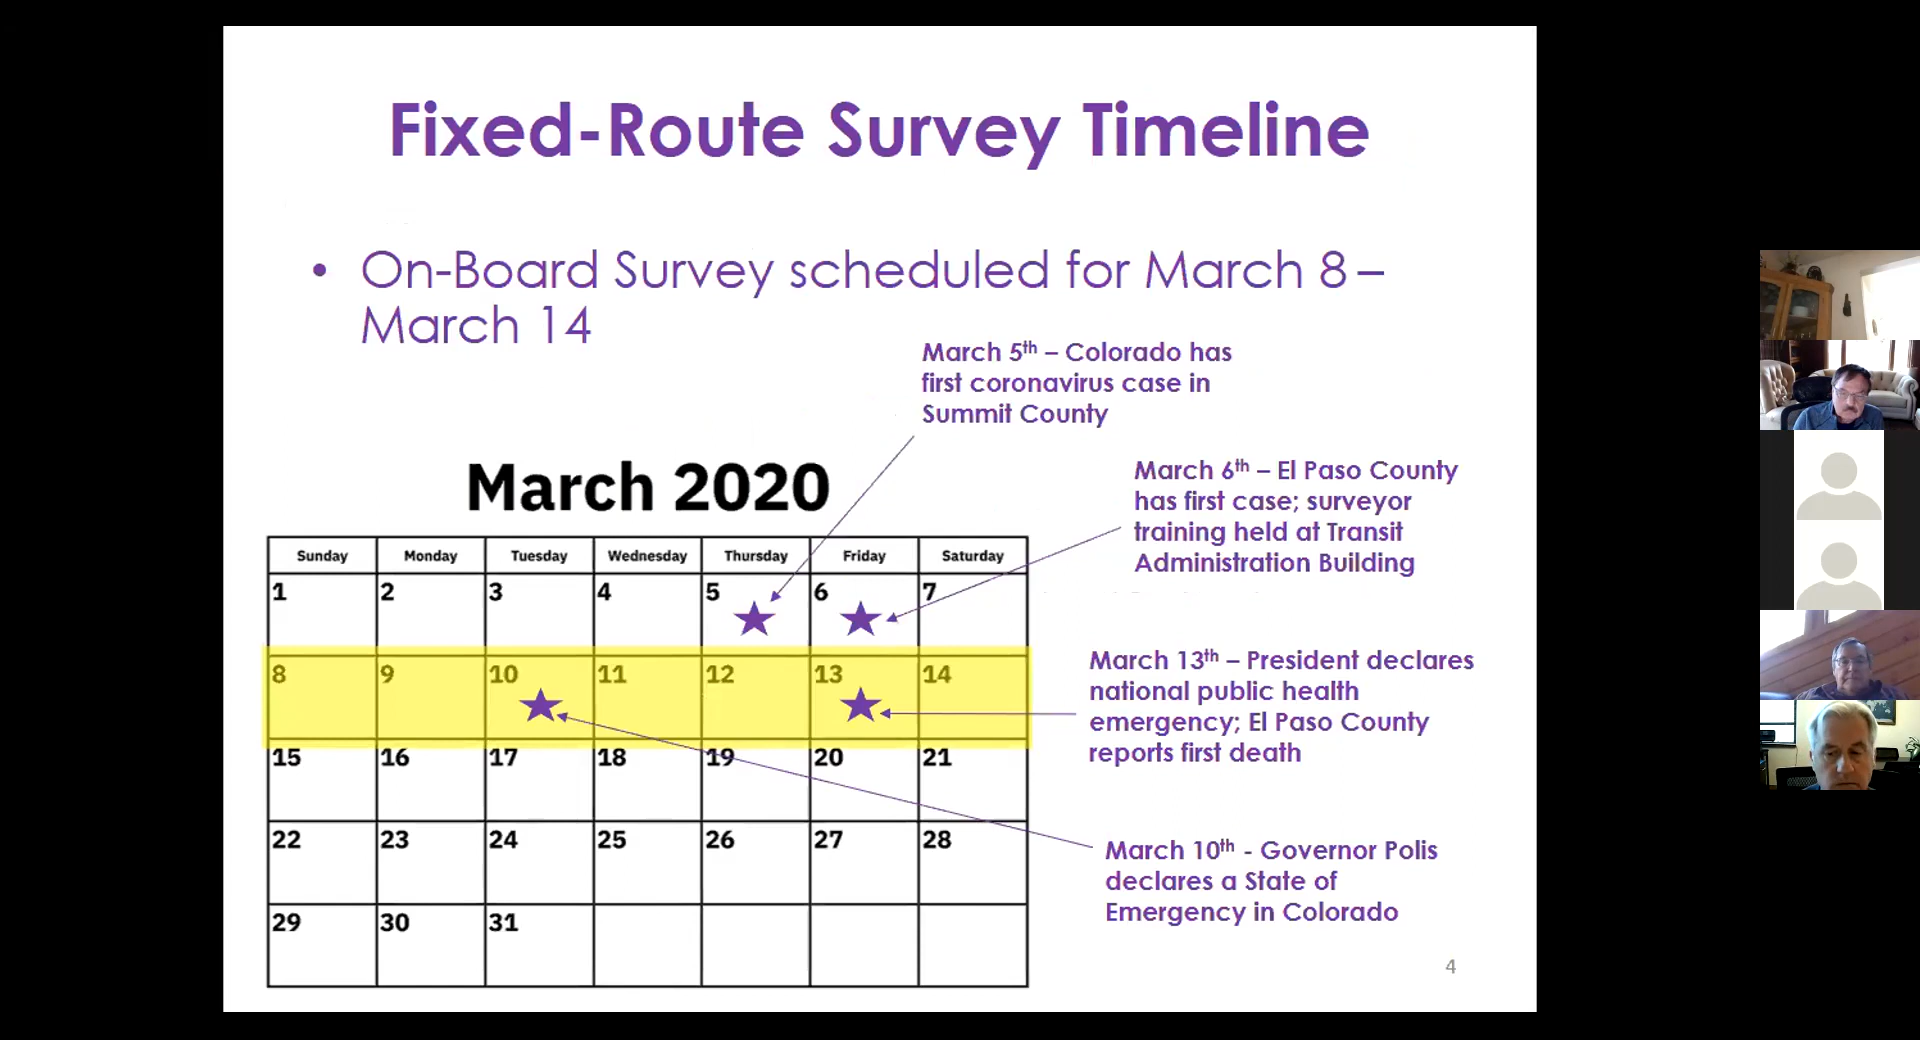 Fixed-Route Survey Timeline
• On-Board Survey scheduled for March 8 –
March 14
March 5th – Colorado has
first coronavirus case in
Summit County
March 6th – El Paso County
has first case; surveyor
training held at Transit
Administration Building
March 13th – President declares
national public health
emergency; El Paso County
reports first death
March 10th - Governor Polis
declares a State of
Emergency in Colorado
March 2020
Sunday Monday Tuesday Wednesday Thursday Friday Saturday
1 2 3 4 5 6 7
8 9 10 11 12 13 14
15 16 17 18 19 20 21
22 23 24 25 26 27 28
29 30 31
4